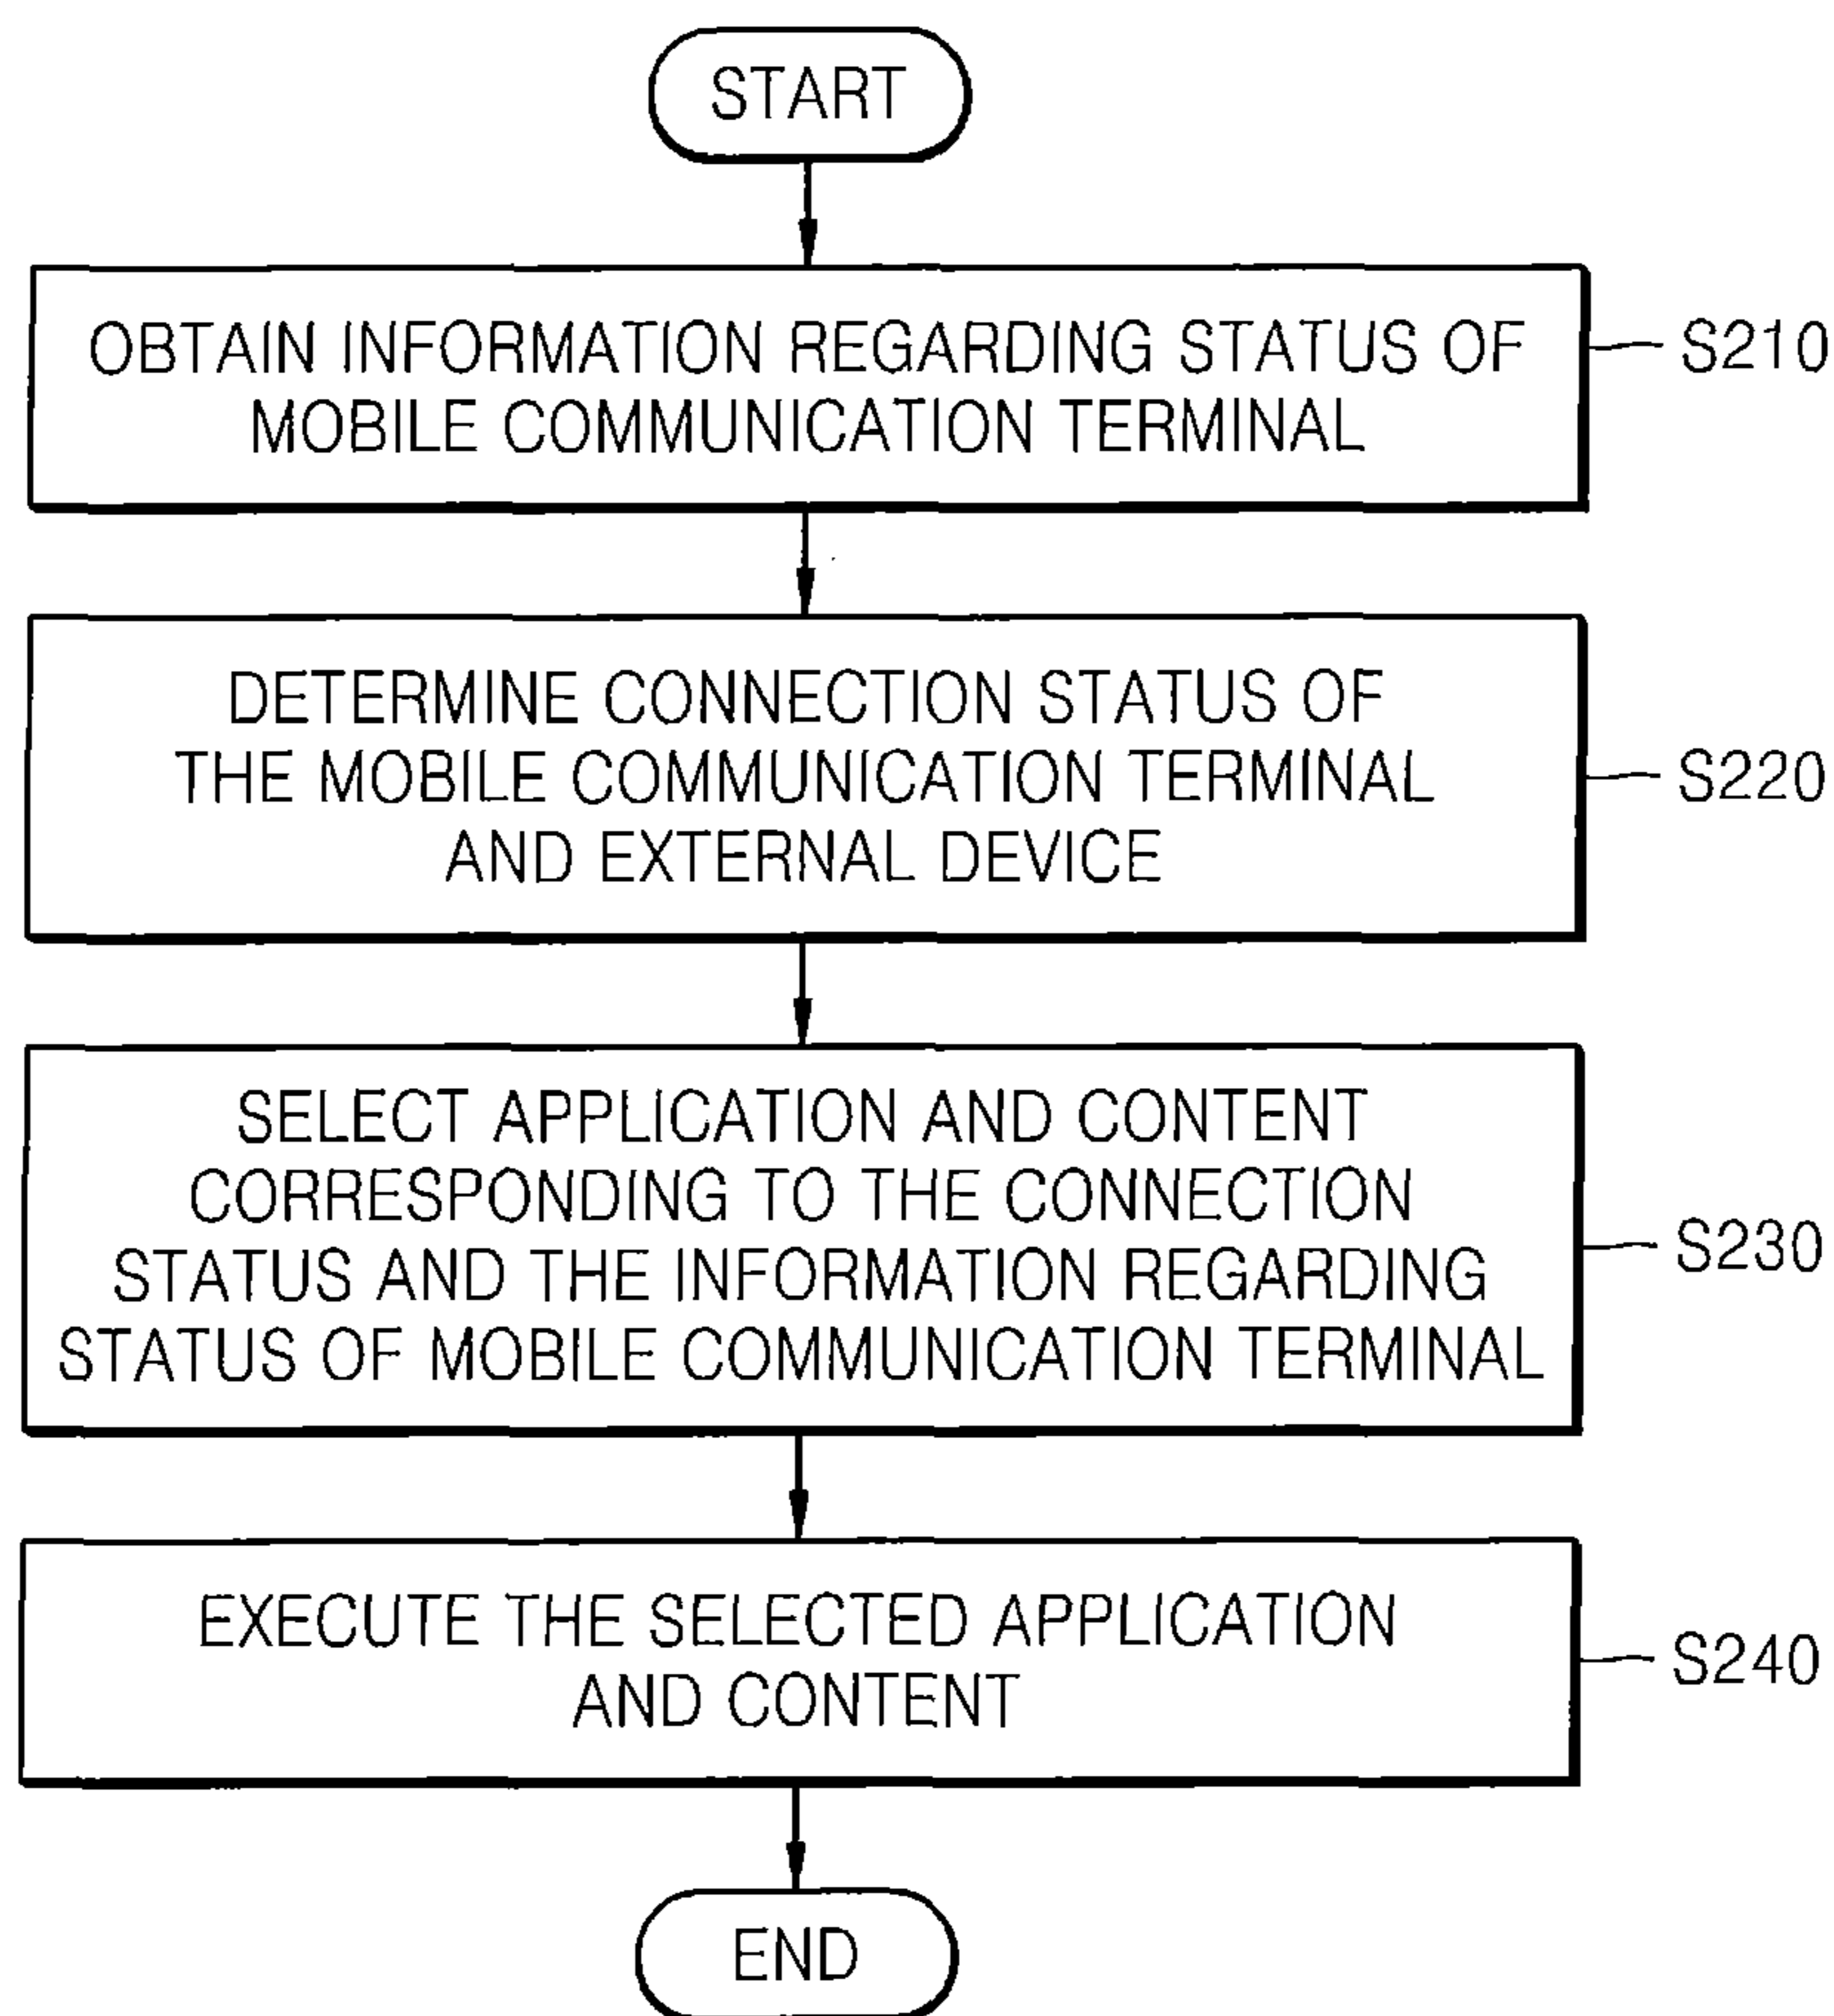 START
OBTAIN INFORMATION REGARDING STATUS OF
MOBILE COMMUNICATION TERMINAL
S210
DETERMINE CONNECTION STATUS OF
THE MOBILE COMMUNICATION TERMINAL
AND EXTERNAL DEVICE
S220
SELECT APPLICATION AND CONTENT
CORRESPONDING TO THE CONNECTION
STATUS AND THE INFORMATION REGARDING
STATUS OF MOBILE COMMUNICATION TERMINAL
S230
EXECUTE THE SELECTED APPLICATION
AND CONTENT
S240
END